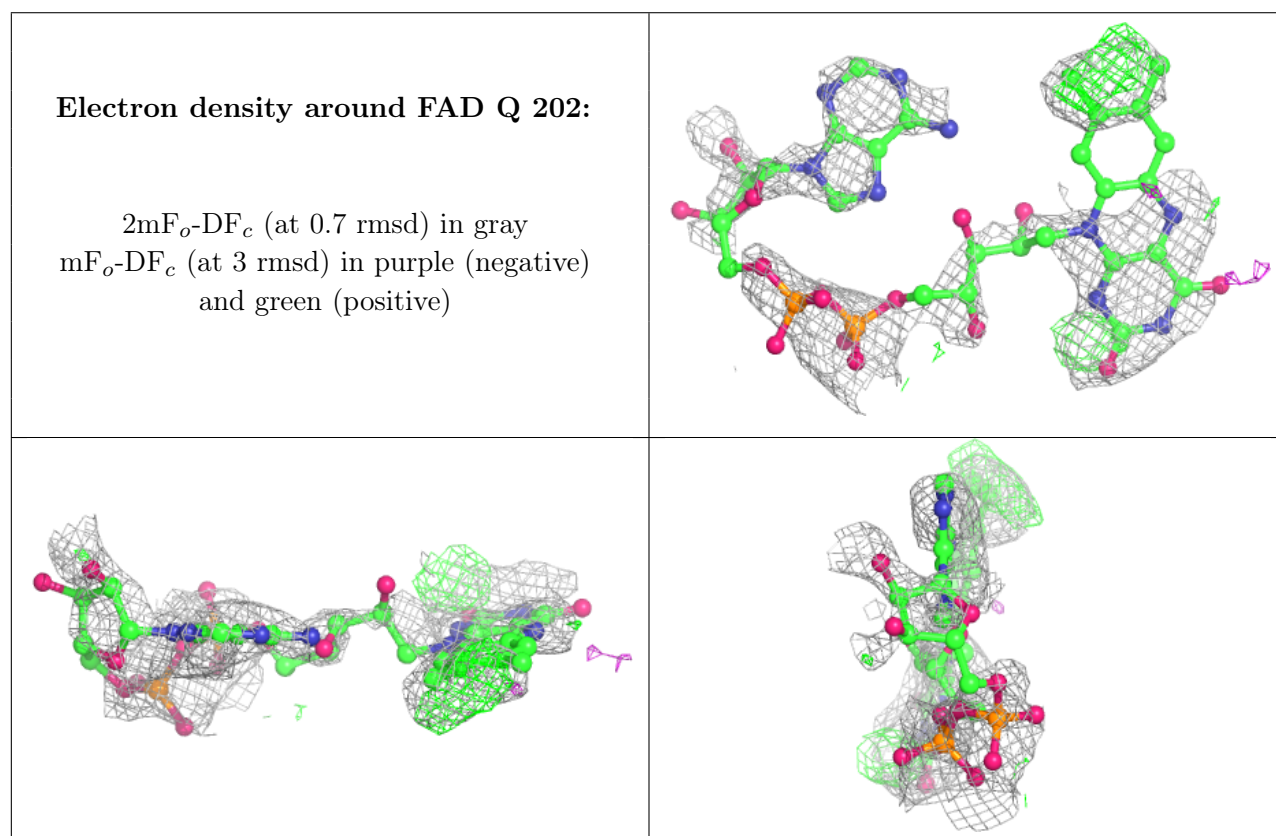 Electron density around FAD Q 202:
2mFo-DFc (at 0.7 rmsd) in gray
mFo-DFc (at 3 rmsd) in purple (negative)
and green (positive)